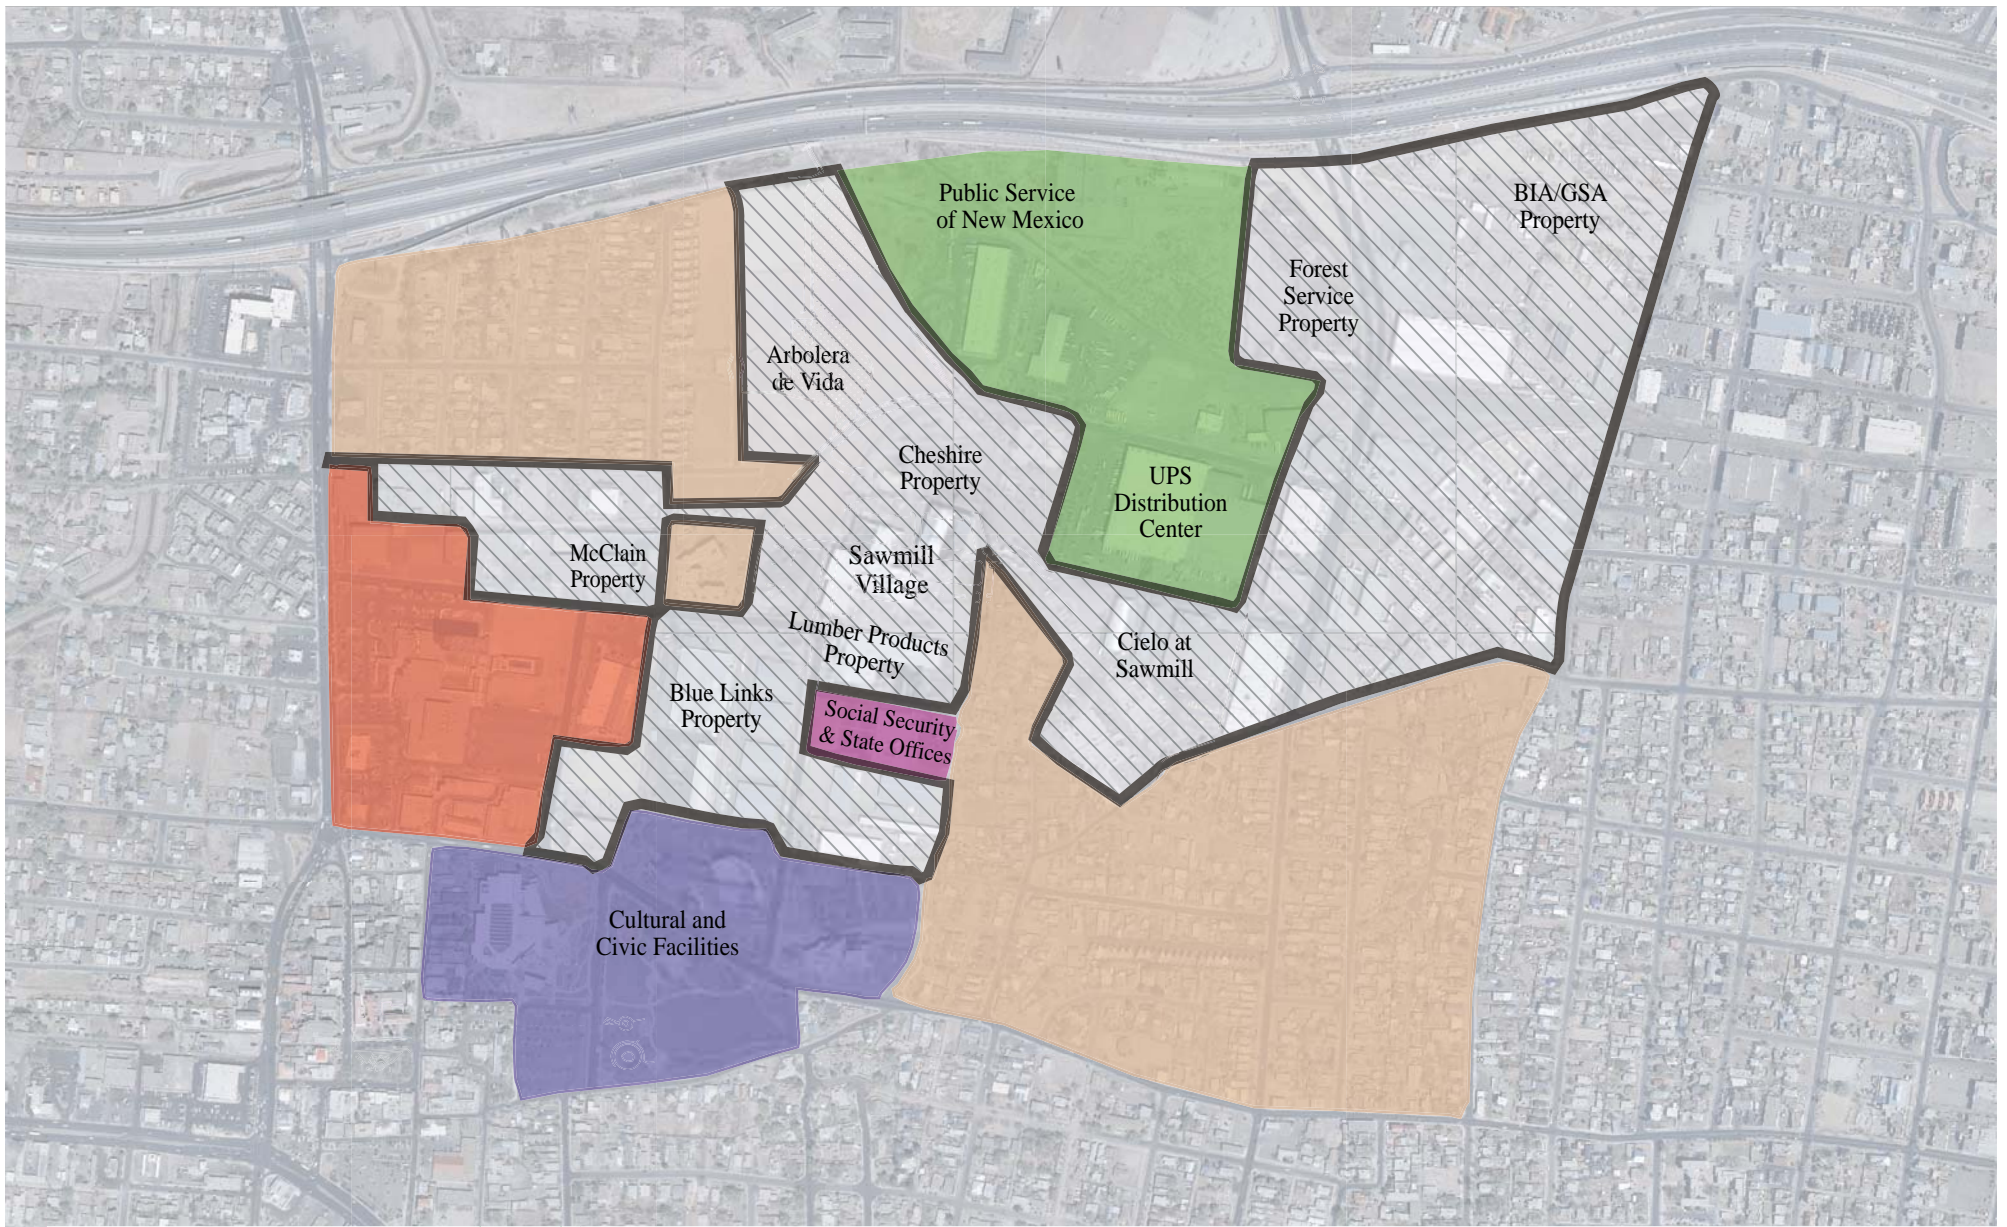 Public Service
of New Mexico
BIA/GSA
Property
Forest
Service
Property
Arbolera
de Vida
Cheshire
Property
UPS
Distribution
Center
McClain
Property
Sawmill
Village
Lumber Products
Property
Cielo at
Sawmill
Blue Links
Property
Social Security
& State Offices
Cultural and
Civic Facilities